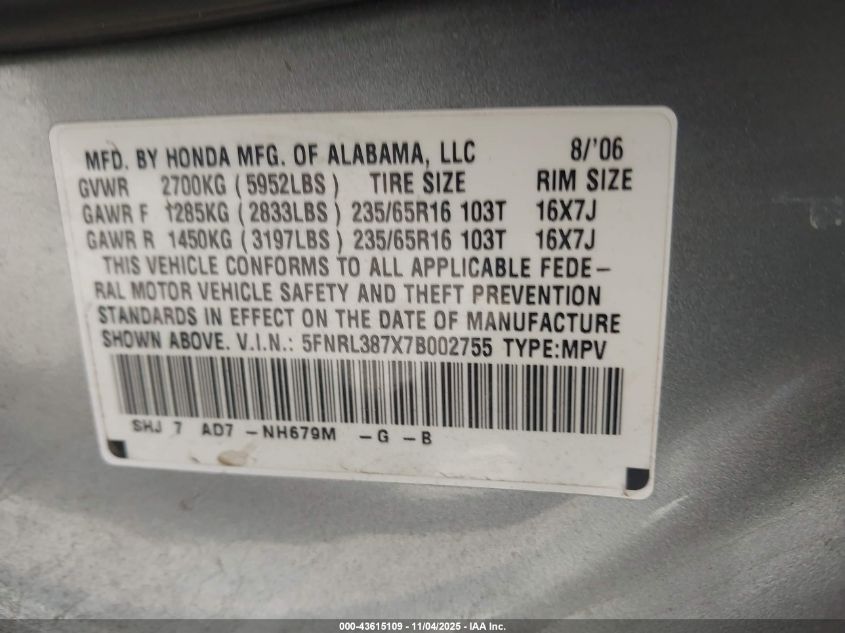 MFD. BY HONDA MFG. OF ALABAMA, LLC 8/'06
GVWR 2700KG ( 5952LBS ) TIRE SIZE RIM SIZE
GAWR F 1285KG ( 2833LBS ) 235/65R16 103T 16X7J
GAWR R 1450KG ( 3197LBS ) 235/65R16 103T 16X7J
THIS VEHICLE CONFORMS TO ALL APPLICABLE FEDE-
RAL MOTOR VEHICLE SAFETY AND THEFT PREVENTION
STANDARDS IN EFFECT ON THE DATE OF MANUFACTURE
SHOWN ABOVE. V.I.N.: 5FNRL387X7B002755 TYPE:MPV
SHJ 7 AD7 -NH679M -G -B
000-43615109 - 11/04/2025 - IAA Inc.